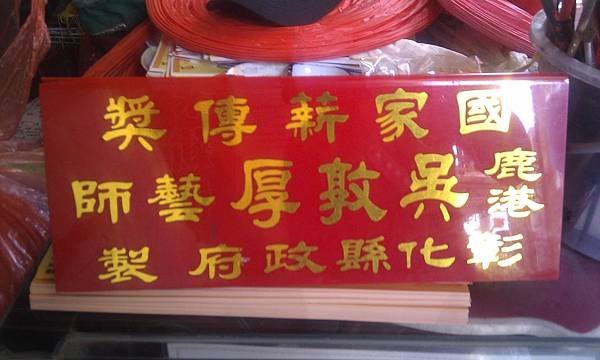 國家薪傳獎
鹿港吳敦厚藝師
彰化縣政府製